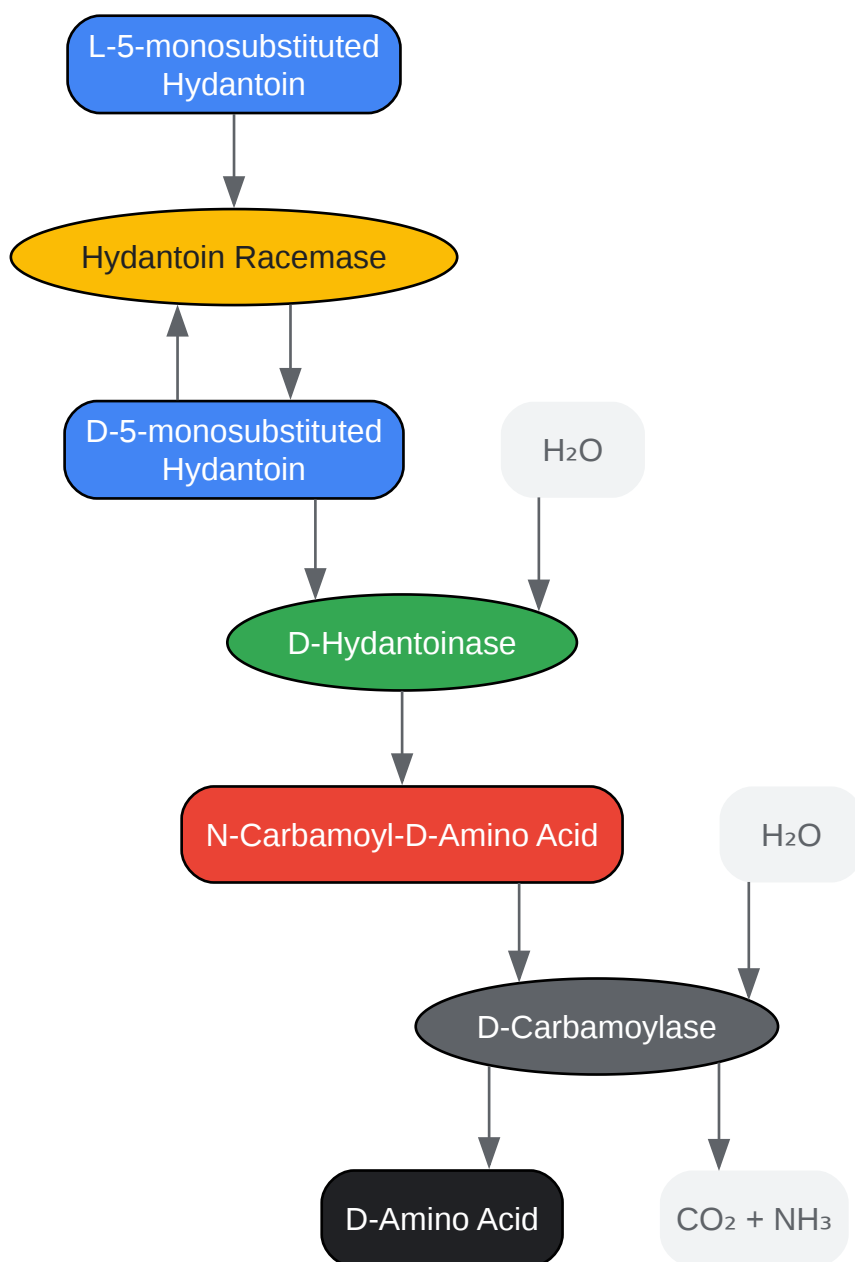 L-5-monosubstituted
Hydantoin
Hydantoin Racemase
D-5-monosubstituted
Hydantoin
H₂O
D-Hydantoinase
N-Carbamoyl-D-Amino Acid
H₂O
D-Carbamoylase
D-Amino Acid
CO₂ + NH₃